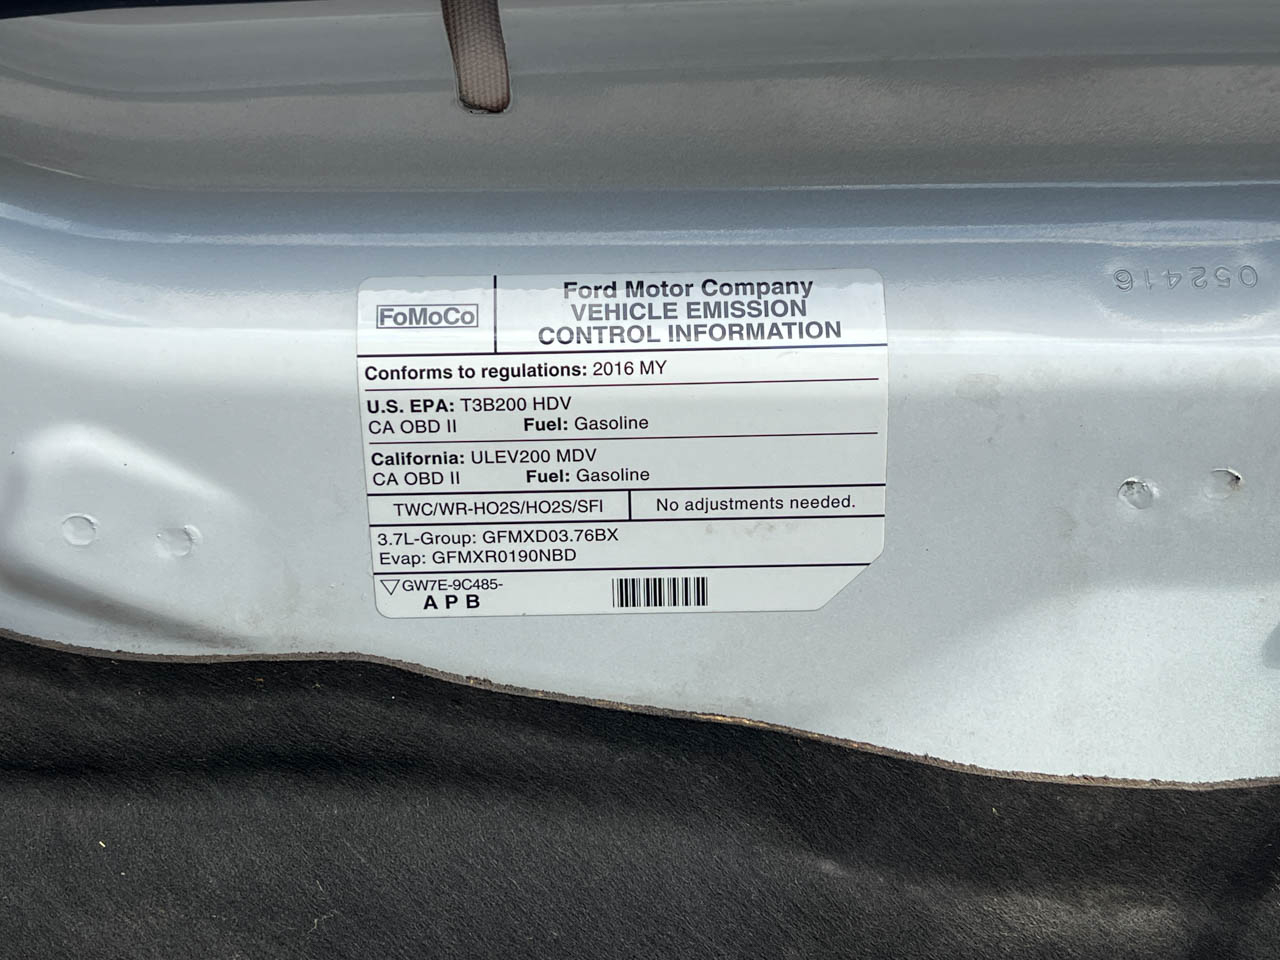 052416
FoMoCo
Ford Motor Company
VEHICLE EMISSION
CONTROL INFORMATION
Conforms to regulations: 2016 MY
U.S. EPA: T3B200 HDV
CA OBD II Fuel: Gasoline
California: ULEV200 MDV
CA OBD II Fuel: Gasoline
TWC/WR-HO2S/HO2S/SFI No adjustments needed.
3.7L-Group: GFMXD03.76BX
Evap: GFMXR0190NBD
GW7E-9C485-
A P B